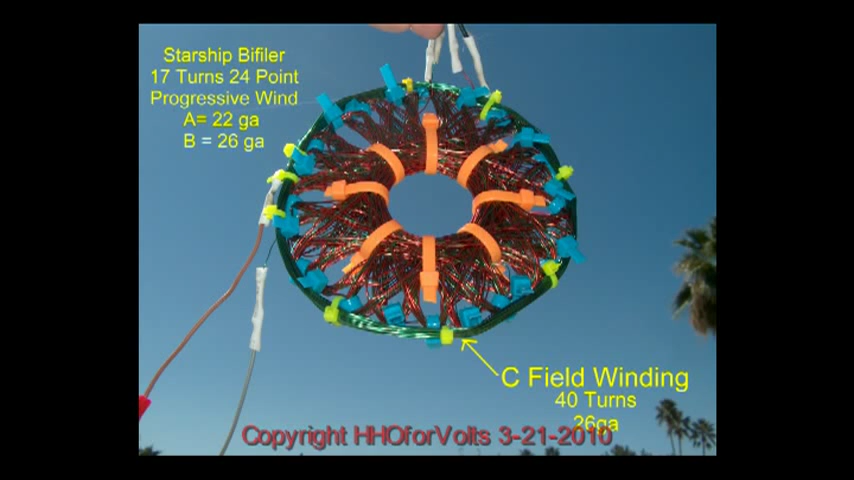 Starship Bifiler
17 Turns 24 Point
Progressive Wind
A= 22 ga
B = 26 ga
C Field Winding
40 Turns
26ga
Copyright HHOforVolts 3-21-2010